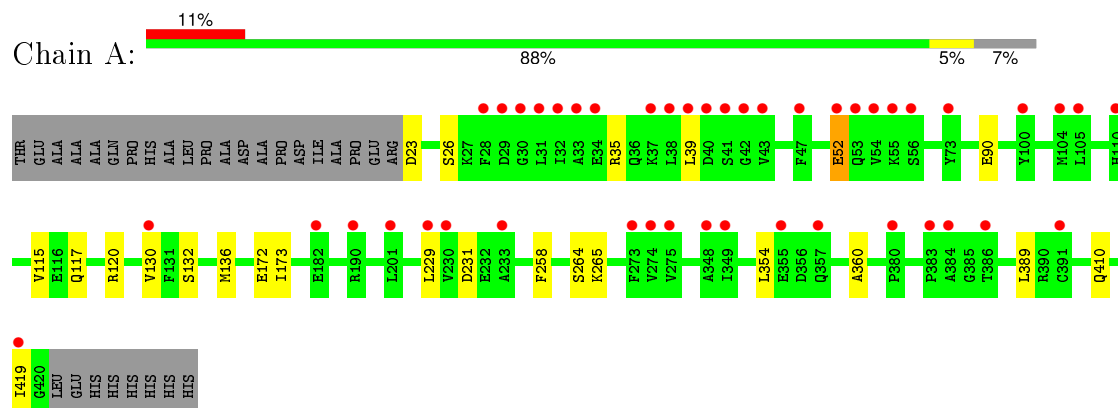 11%
Chain A:
88% 5% 7%
THR GLU ALA ALA ALA GLN PRO HIS ALA LEU PRO ALA ASP ALA PRO ASP ILE ALA PRO GLU ARG D23 S26 K27 F28 D29 G30 L31 I32 A33 E34 R35 Q36 K37 L38 L39 D40 S41 G42 V43 F47 E52 Q53 V54 K55 S56 Y73 E90 Y100 M104 L105 H110
V115 E116 Q117 R120 V130 F131 S132 M136 E172 I173 E182 R190 L201 L229 V230 D231 E232 A233 F258 S264 K265 F273 V274 V275 A348 I349 L354 E355 D356 Q357 A360 P380 P383 A384 G385 T386 L389 R390 C391 Q410
I419 G420 LEU GLU HIS HIS HIS HIS HIS HIS